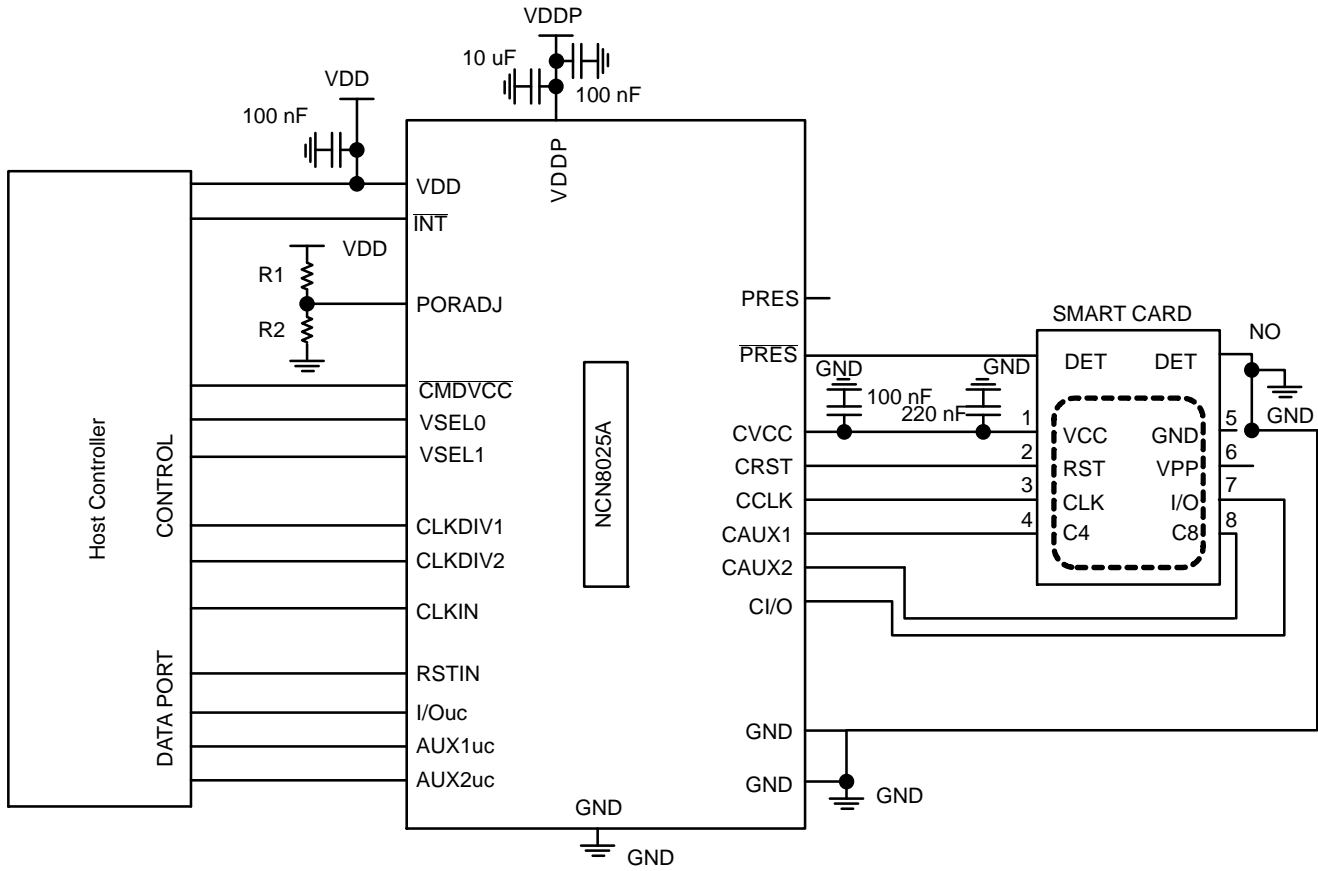 VDDP
10 uF
100 nF
VDD
100 nF
VDDP
VDD
INT
VDD
R1
R2
PORADJ
CMDVCC
VSEL0
VSEL1
CLKDIV1
CLKDIV2
CLKIN
RSTIN
I/Ouc
AUX1uc
AUX2uc
Host Controller
CONTROL
DATA PORT
NCN8025A
PRES
PRES
CVCC
CRST
CCLK
CAUX1
CAUX2
CI/O
GND
GND
GND
GND
GND
GND
100 nF
220 nF
GND
SMART CARD
NO
DET
DET
GND
1
VCC
GND
5
2
RST
VPP
6
3
CLK
I/O
7
4
C4
C8
8